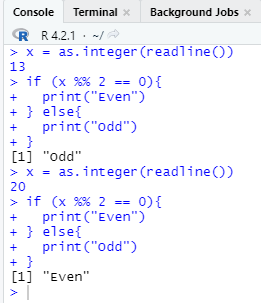 Console Terminal × Background Jobs ×
R 4.2.1 · ~/
> x = as.integer(readline())
13
> if (x %% 2 == 0){
+   print("Even")
+ } else{
+   print("Odd")
+ }
[1] "Odd"
> x = as.integer(readline())
20
> if (x %% 2 == 0){
+   print("Even")
+ } else{
+   print("Odd")
+ }
[1] "Even"
>